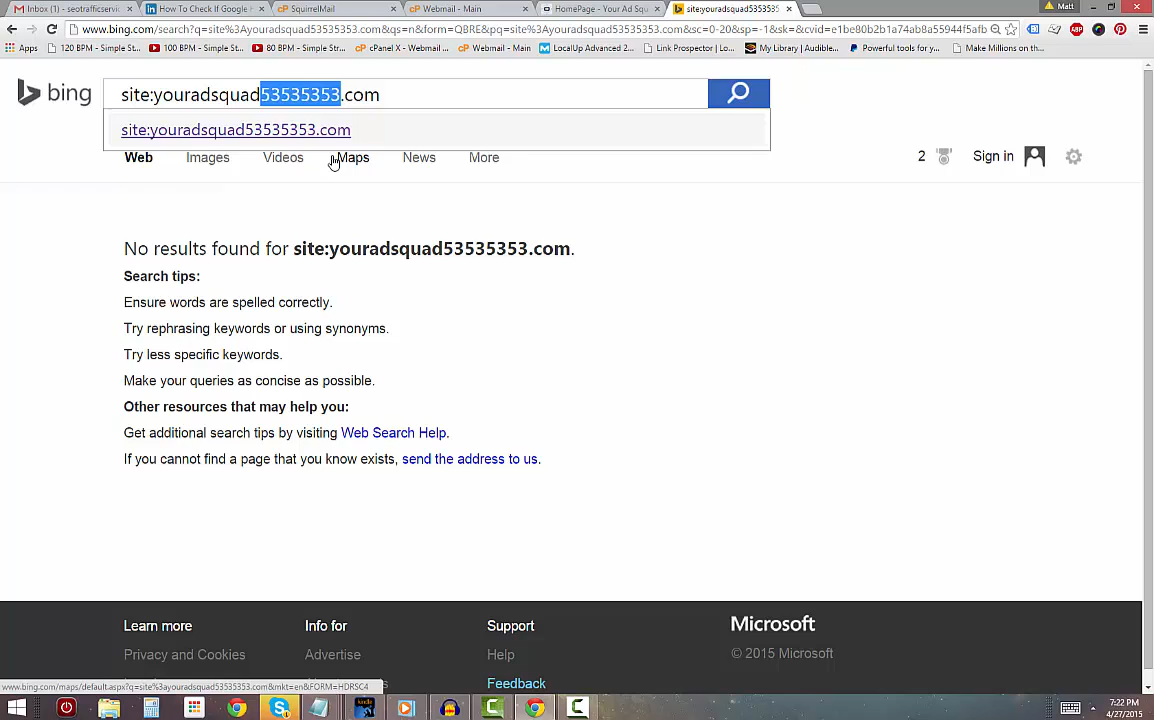 Inbox (1) - seotrafficservic
How To Check If Google H
SquirrelMail
Webmail - Main
HomePage - Your Ad Squ
site:youradsquad535353
Matt
www.bing.com/search?q=site%3Ayouradsquad53535353.com&qs=n&form=QBRE&pq=site%3Ayouradsquad53535353.com&sc=0-20&sp=-1&sk=&cvid=e1be80b2b1a74ab8a55944f5afb
Apps
120 BPM - Simple St...
100 BPM - Simple St...
80 BPM - Simple Str...
cPanel X - Webmail ...
Webmail - Main
LocalUp Advanced 2...
Link Prospector | Lo...
My Library | Audible...
Powerful tools for y...
Make Millions on th...
bing
site:youradsquad53535353.com
site:youradsquad53535353.com
Web Images Videos Maps News More
2 Sign in
No results found for site:youradsquad53535353.com.
Search tips:
Ensure words are spelled correctly.
Try rephrasing keywords or using synonyms.
Try less specific keywords.
Make your queries as concise as possible.
Other resources that may help you:
Get additional search tips by visiting Web Search Help.
If you cannot find a page that you know exists, send the address to us.
Learn more Info for Support Microsoft
Privacy and Cookies Advertise Help © 2015 Microsoft
Feedback
www.bing.com/maps/default.aspx?q=site%3ayouradsquad53535353.com&mkt=en&FORM=HDRSC4
7:22 PM
4/27/2015